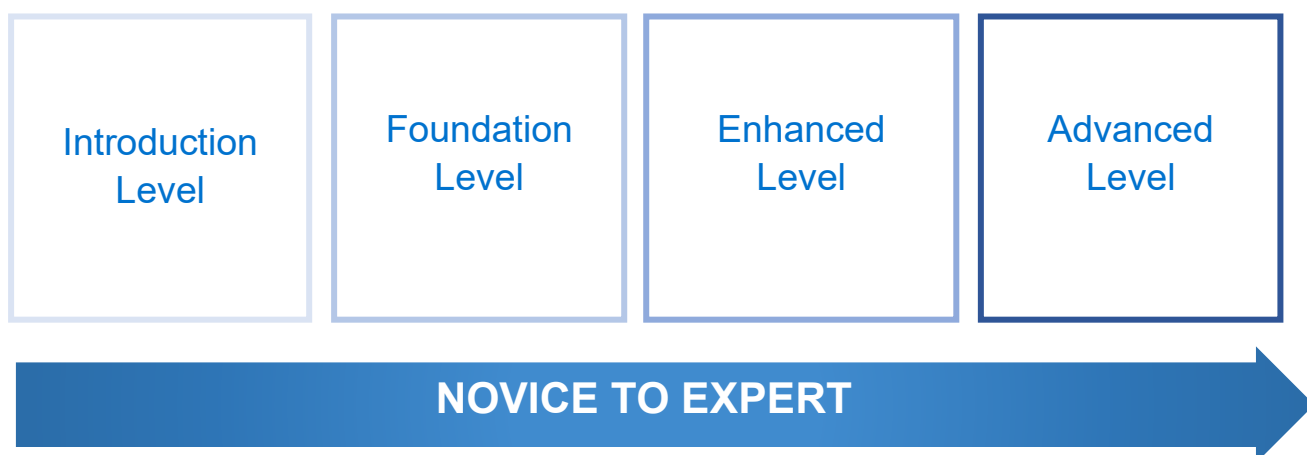 Introduction
Level
Foundation
Level
Enhanced
Level
Advanced
Level
NOVICE TO EXPERT